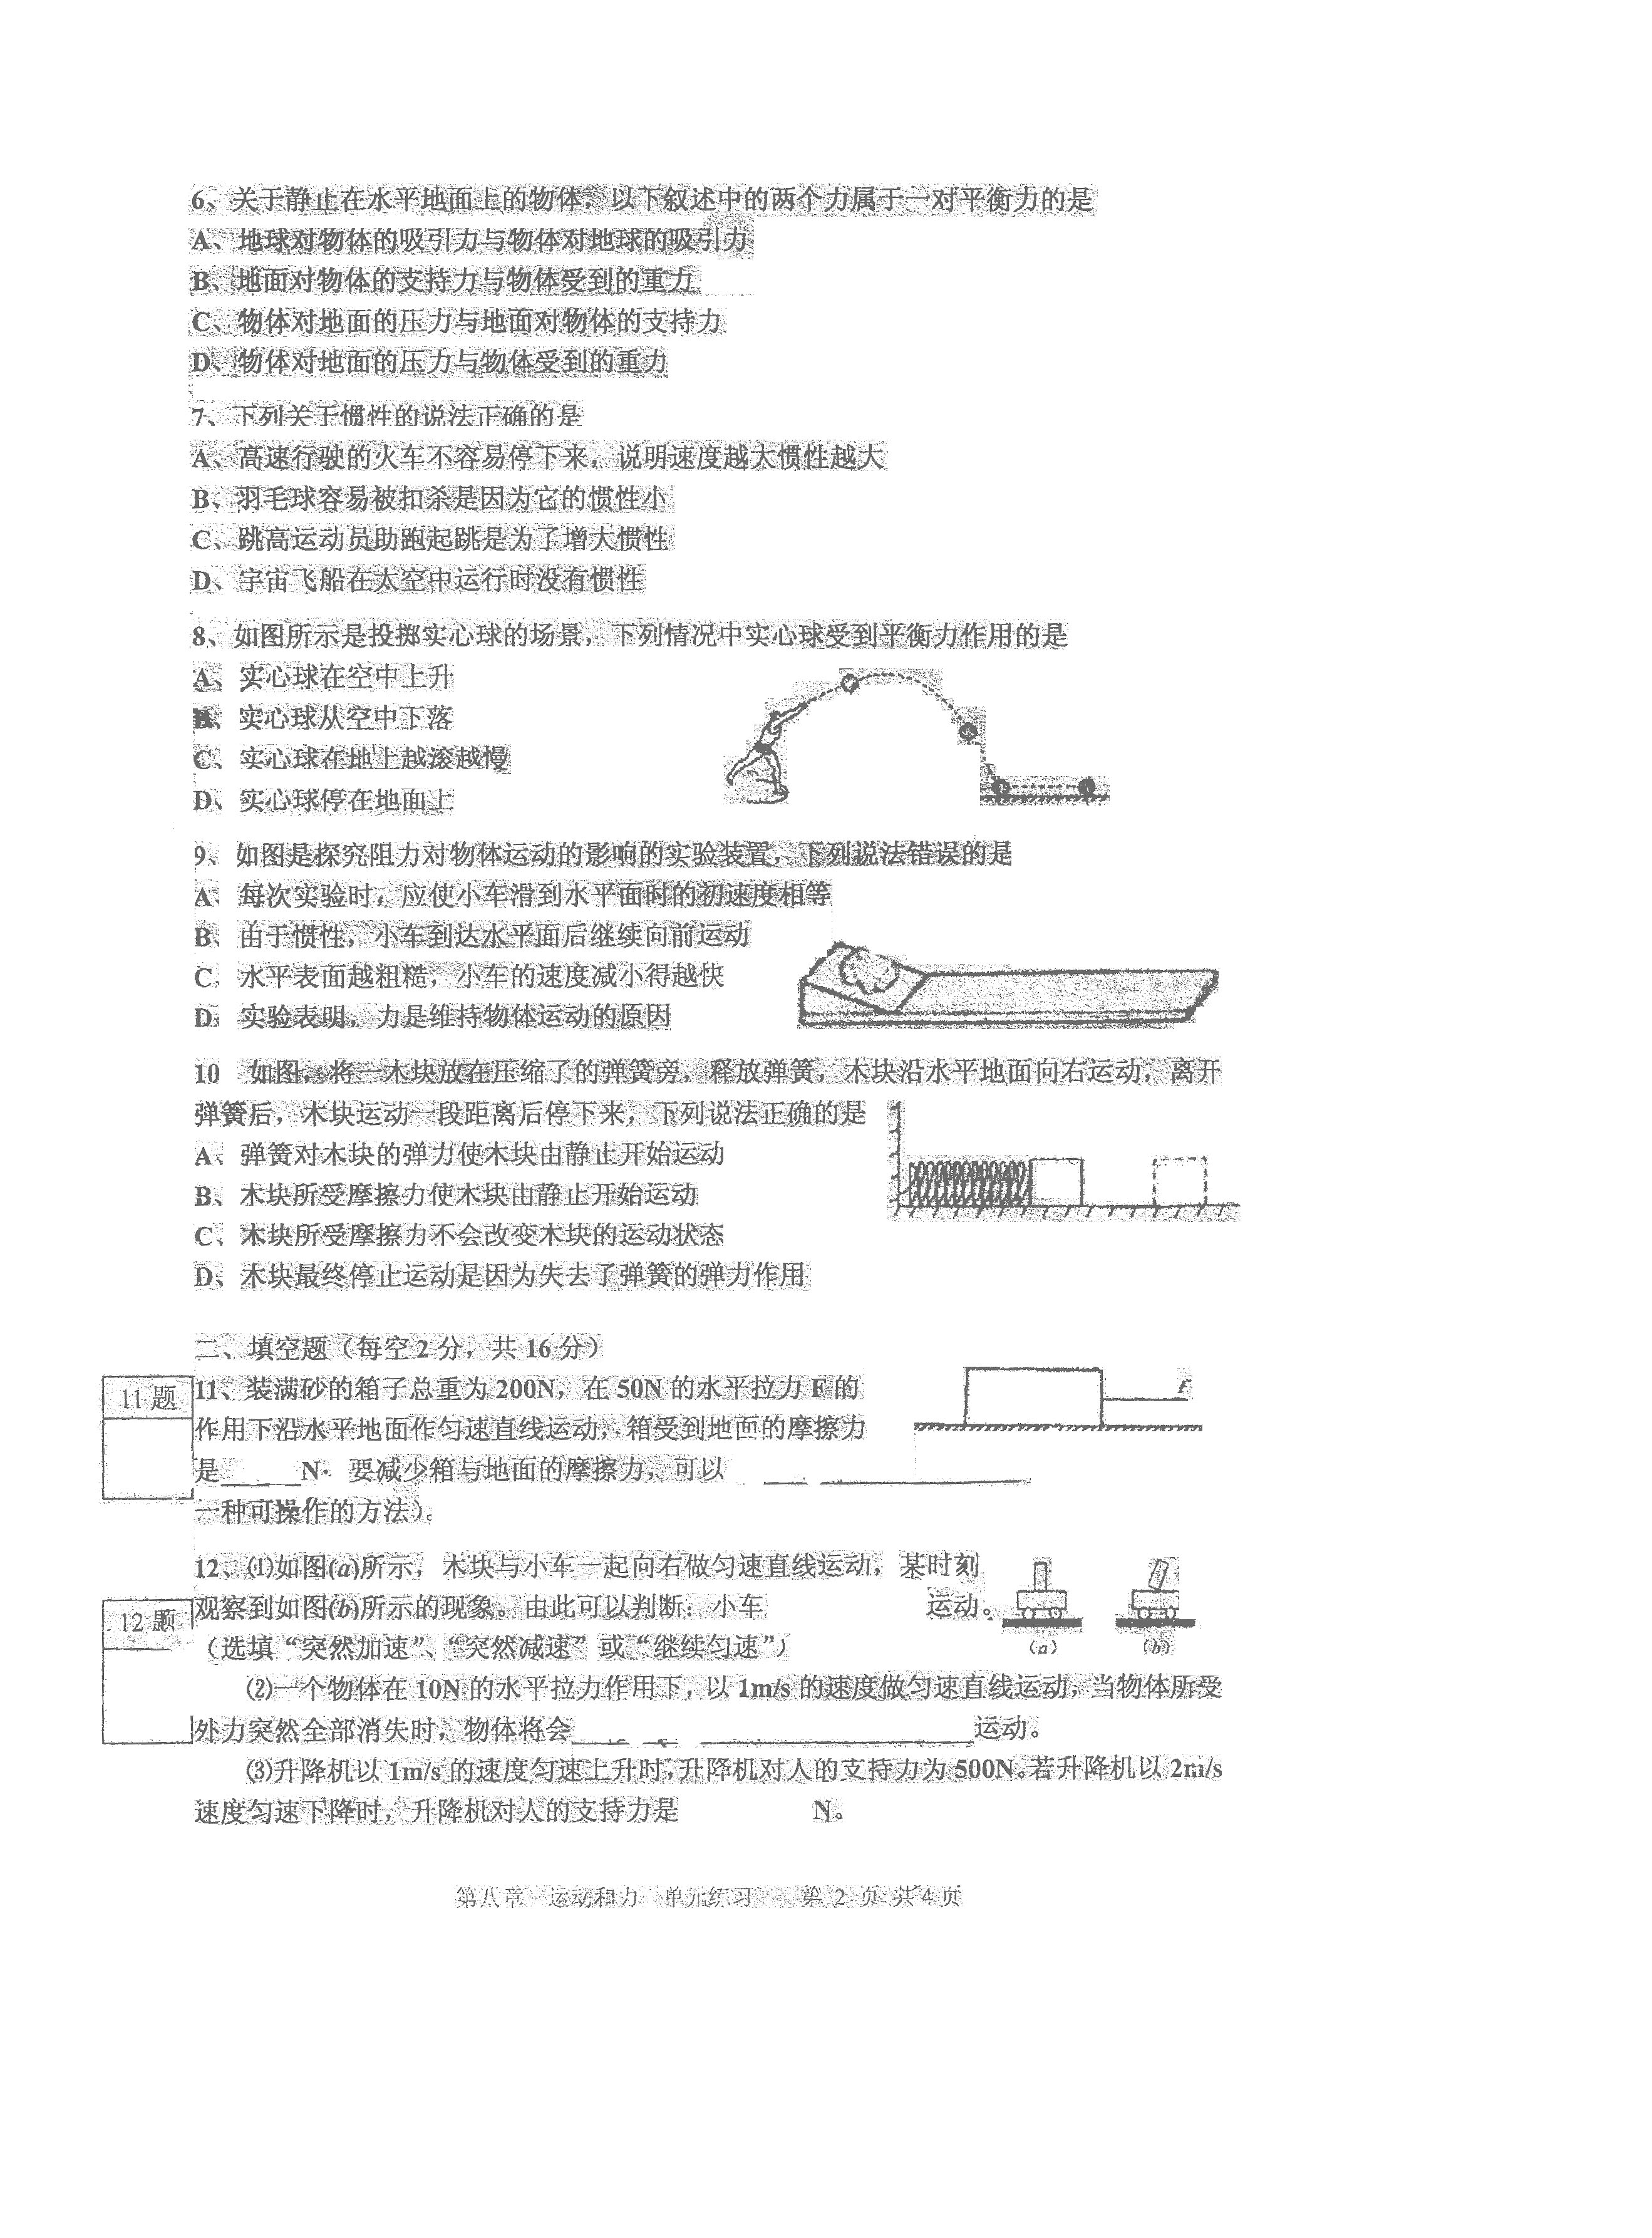 6、关于静止在水平地面上的物体，以下叙述中的两个力属于一对平衡力的是
A、地球对物体的吸引力与物体对地球的吸引力
B、地面对物体的支持力与物体受到的重力
C、物体对地面的压力与地面对物体的支持力
D、物体对地面的压力与物体受到的重力
7、下列关于惯性的说法正确的是
A、高速行驶的火车不容易停下来，说明速度越大惯性越大
B、羽毛球容易被扣杀是因为它的惯性小
C、跳高运动员助跑起跳是为了增大惯性
D、宇宙飞船在太空中运行时没有惯性
8、如图所示是投掷实心球的场景，下列情况中实心球受到平衡力作用的是
A、实心球在空中上升
B、实心球从空中下落
C、实心球在地上越滚越慢
D、实心球停在地面上
9、如图是探究阻力对物体运动的影响的实验装置，下列说法错误的是
A、每次实验时，应使小车滑到水平面时的初速度相等
B、由于惯性，小车到达水平面后继续向前运动
C、水平表面越粗糙，小车的速度减小得越快
D、实验表明，力是维持物体运动的原因
10 如图，将一木块放在压缩了的弹簧旁，释放弹簧，木块沿水平地面向右运动，离开
弹簧后，木块运动一段距离后停下来，下列说法正确的是
A、弹簧对木块的弹力使木块由静止开始运动
B、木块所受摩擦力使木块由静止开始运动
C、木块所受摩擦力不会改变木块的运动状态
D、木块最终停止运动是因为失去了弹簧的弹力作用
二、填空题（每空2分，共16分）
11题
11、装满砂的箱子总重为200N，在50N的水平拉力F的
作用下沿水平地面作匀速直线运动，箱受到地面的摩擦力
是______N. 要减少箱与地面的摩擦力，可以 ____________________
一种可操作的方法）。
F
12、⑴如图(a)所示，木块与小车一起向右做匀速直线运动，某时刻
12题
观察到如图(b)所示的现象。由此可以判断：小车 运动。
（选填“突然加速”、“突然减速”或“继续匀速”）
(a) (b)
⑵一个物体在10N的水平拉力作用下，以1m/s的速度做匀速直线运动，当物体所受
外力突然全部消失时，物体将会______________________________运动。
⑶升降机以1m/s的速度匀速上升时，升降机对人的支持力为500N。若升降机以2m/s
速度匀速下降时，升降机对人的支持力是 N。
第八章 运动和力 单元练习 第2页 共4页